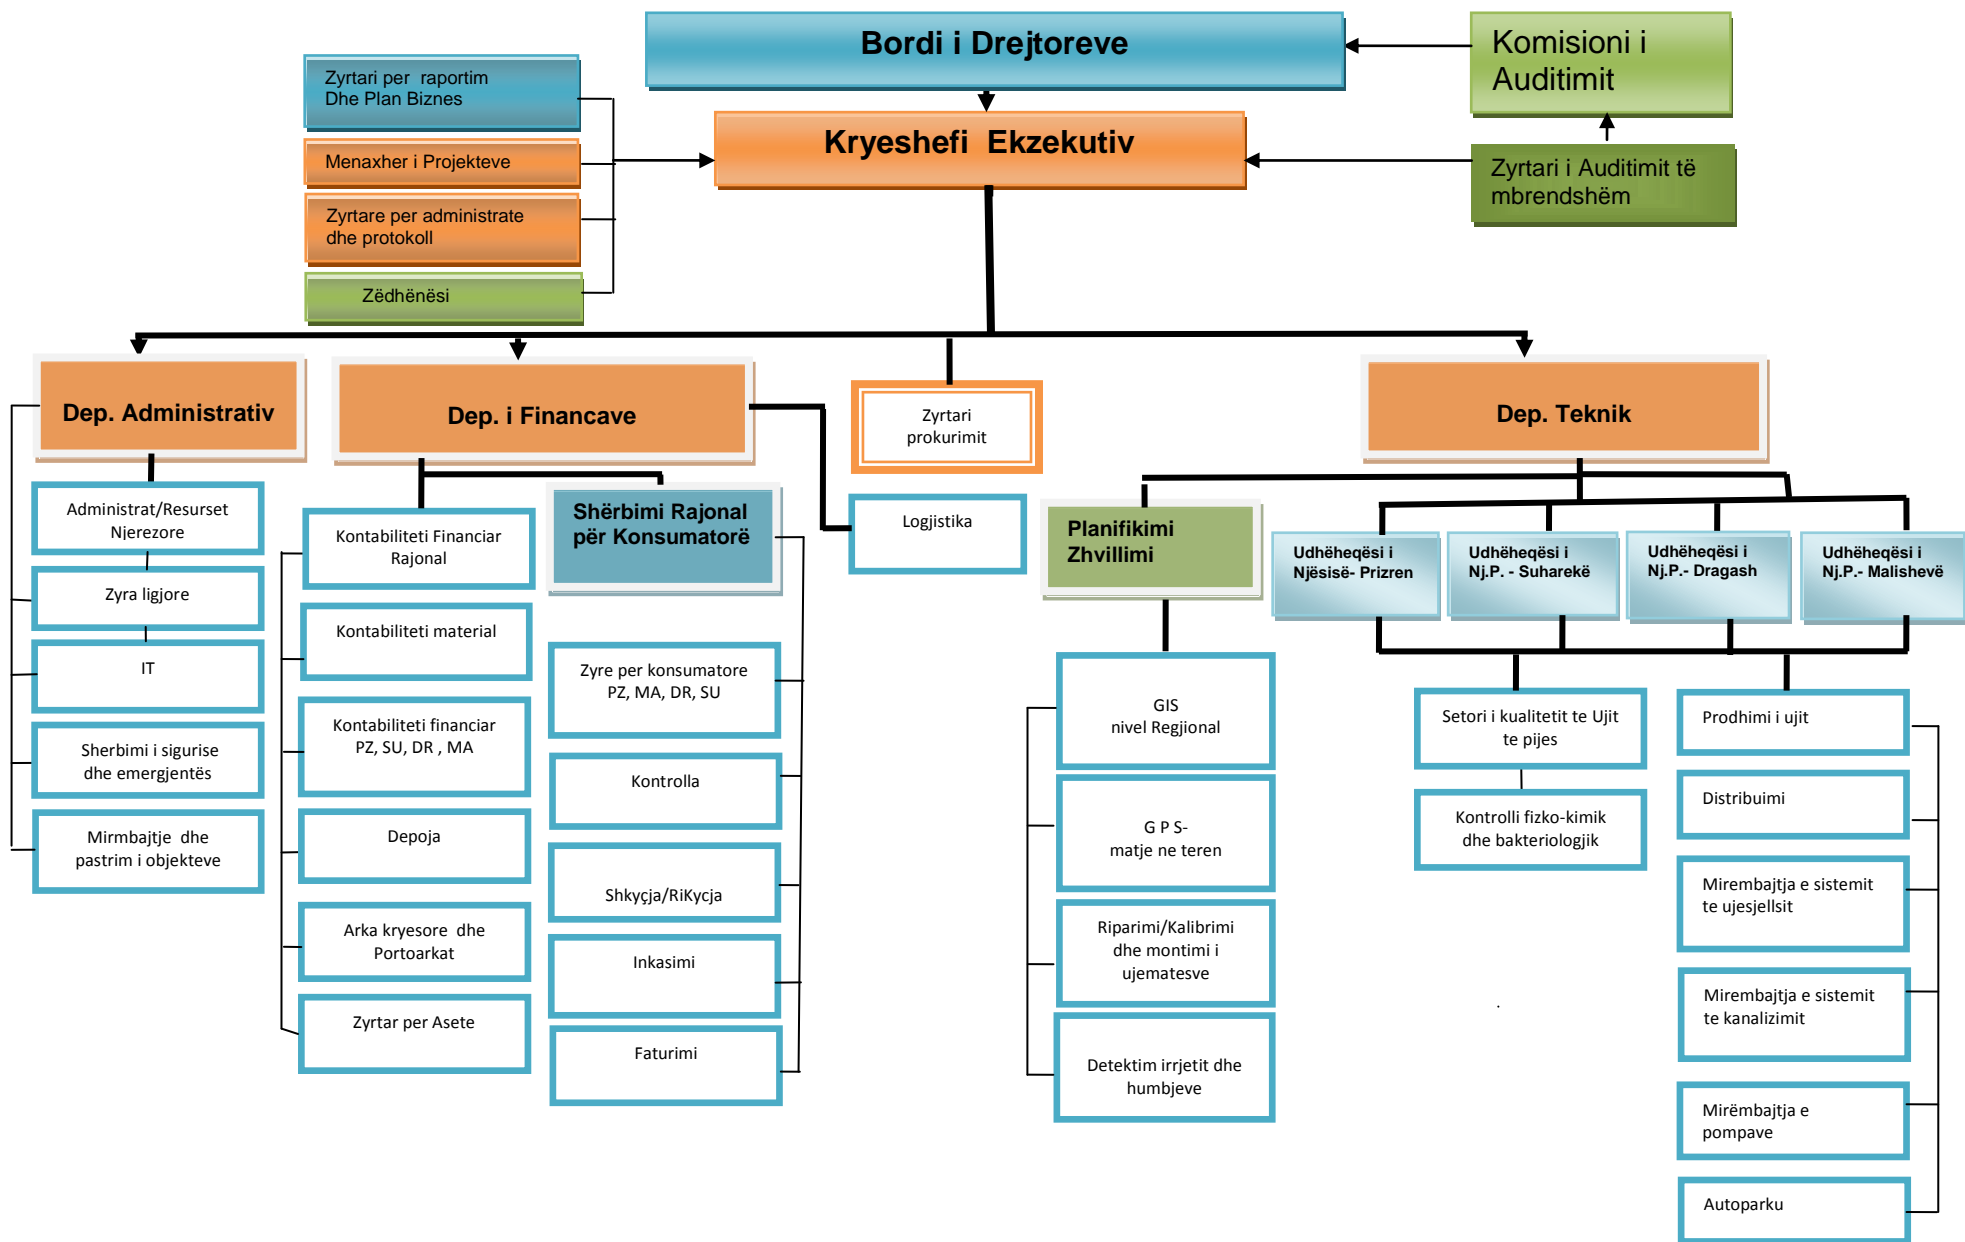 Bordi i Drejtoreve
Komisioni i
Auditimit
Zyrtari per raportim
Dhe Plan Biznes
Kryeshefi Ekzekutiv
Menaxher i Projekteve
Zyrtari i Auditimit të
mbrendshëm
Zyrtare per administrate
dhe protokoll
Zëdhënësi
Dep. Administrativ
Dep. i Financave
Zyrtari
prokurimit
Dep. Teknik
Administrat/Resurset
Njerezore
Zyra ligjore
IT
Sherbimi i sigurise
dhe emergjentës
Mirmbajtje dhe
pastrim i objekteve
Kontabiliteti Financiar
Rajonal
Kontabiliteti material
Kontabiliteti financiar
PZ, SU, DR , MA
Depoja
Arka kryesore dhe
Portoarkat
Zyrtar per Asete
Shërbimi Rajonal
për Konsumatorë
Zyre per konsumatore
PZ, MA, DR, SU
Kontrolla
Shkyçja/RiKycja
Inkasimi
Faturimi
Logjistika
Planifikimi
Zhvillimi
GIS
nivel Regjional
G P S-
matje ne teren
Riparimi/Kalibrimi
dhe montimi i
ujematesve
Detektim irrjetit dhe
humbjeve
Udhëheqësi i
Njësisë- Prizren
Udhëheqësi i
Nj.P. - Suharekë
Udhëheqësi i
Nj.P.- Dragash
Udhëheqësi i
Nj.P.- Malishevë
Setori i kualitetit te Ujit
te pijes
Kontrolli fizko-kimik
dhe bakteriologjik
Prodhimi i ujit
Distribuimi
Mirembajtja e sistemit
te ujesjellsit
Mirembajtja e sistemit
te kanalizimit
Mirëmbajtja e
pompave
Autoparku